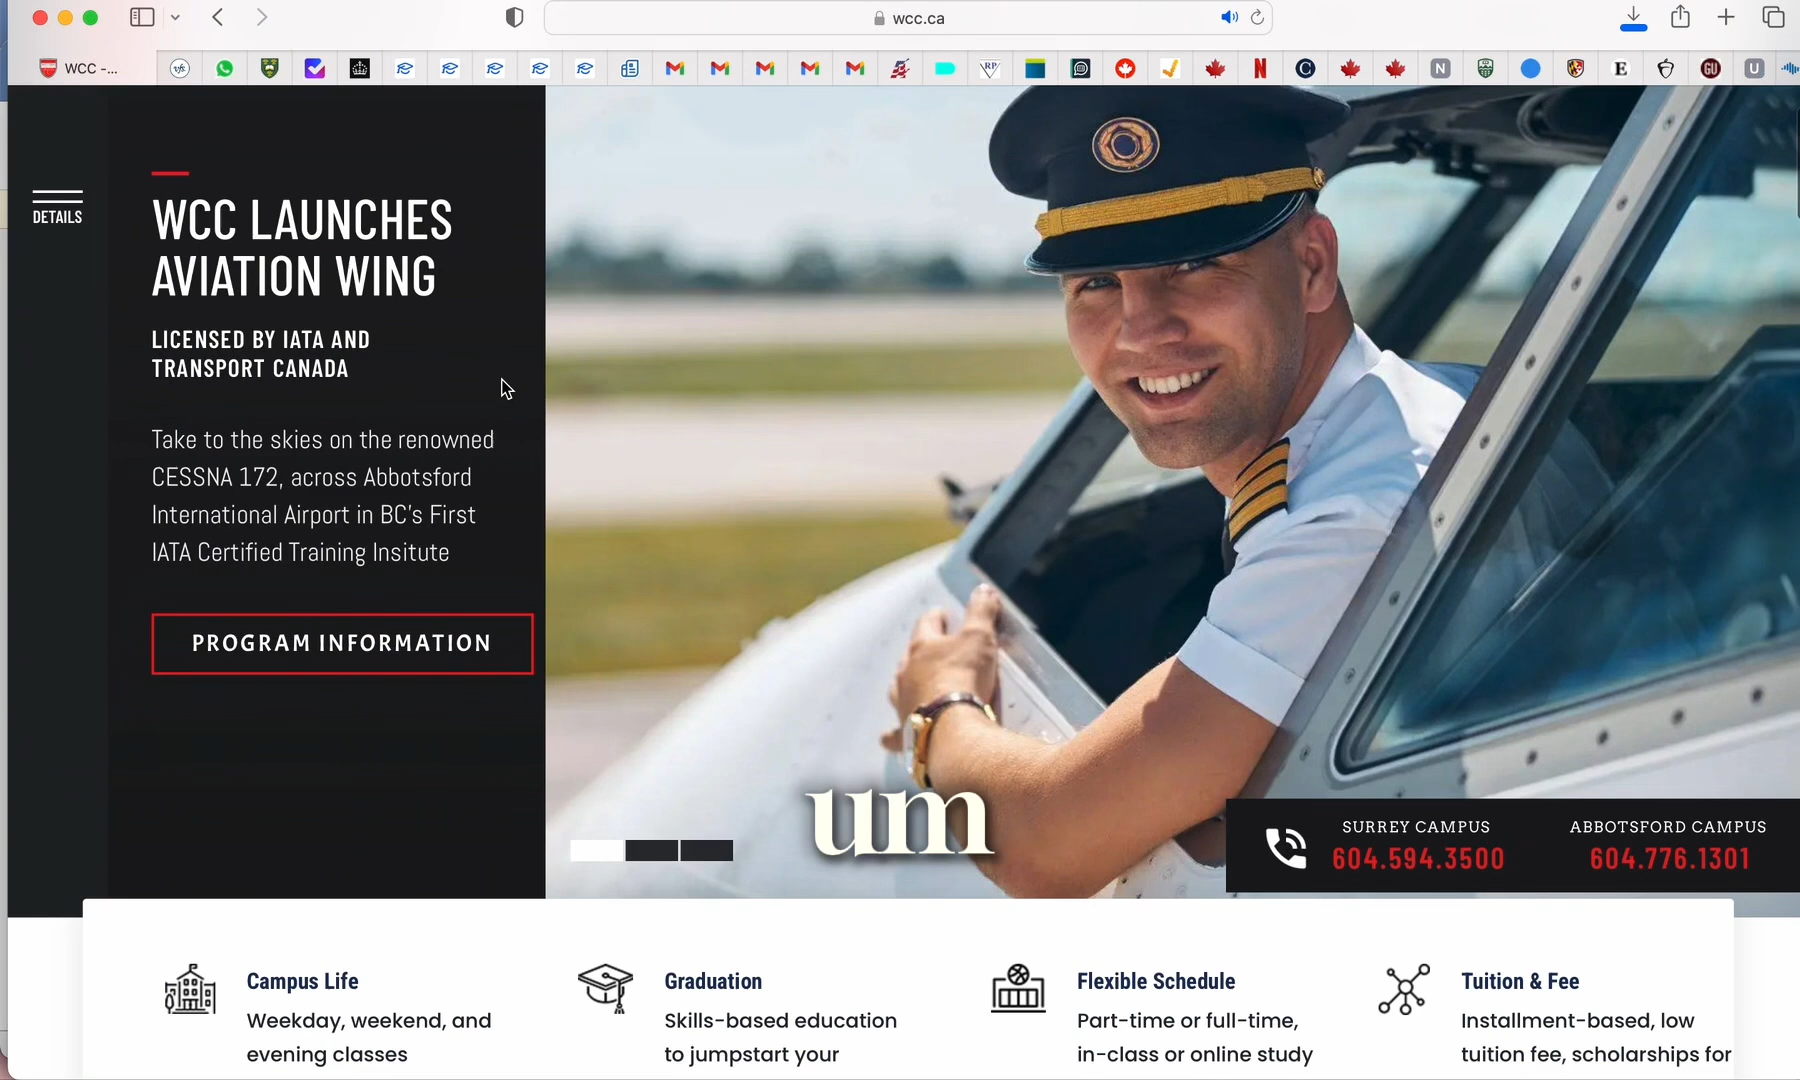 wcc.ca
WCC -...
DETAILS
WCC LAUNCHES
AVIATION WING
LICENSED BY IATA AND
TRANSPORT CANADA
Take to the skies on the renowned
CESSNA 172, across Abbotsford
International Airport in BC's First
IATA Certified Training Insitute
PROGRAM INFORMATION
um
SURREY CAMPUS
604.594.3500
ABBOTSFORD CAMPUS
604.776.1301
Campus Life
Weekday, weekend, and
evening classes
Graduation
Skills-based education
to jumpstart your
Flexible Schedule
Part-time or full-time,
in-class or online study
Tuition & Fee
Installment-based, low
tuition fee, scholarships for